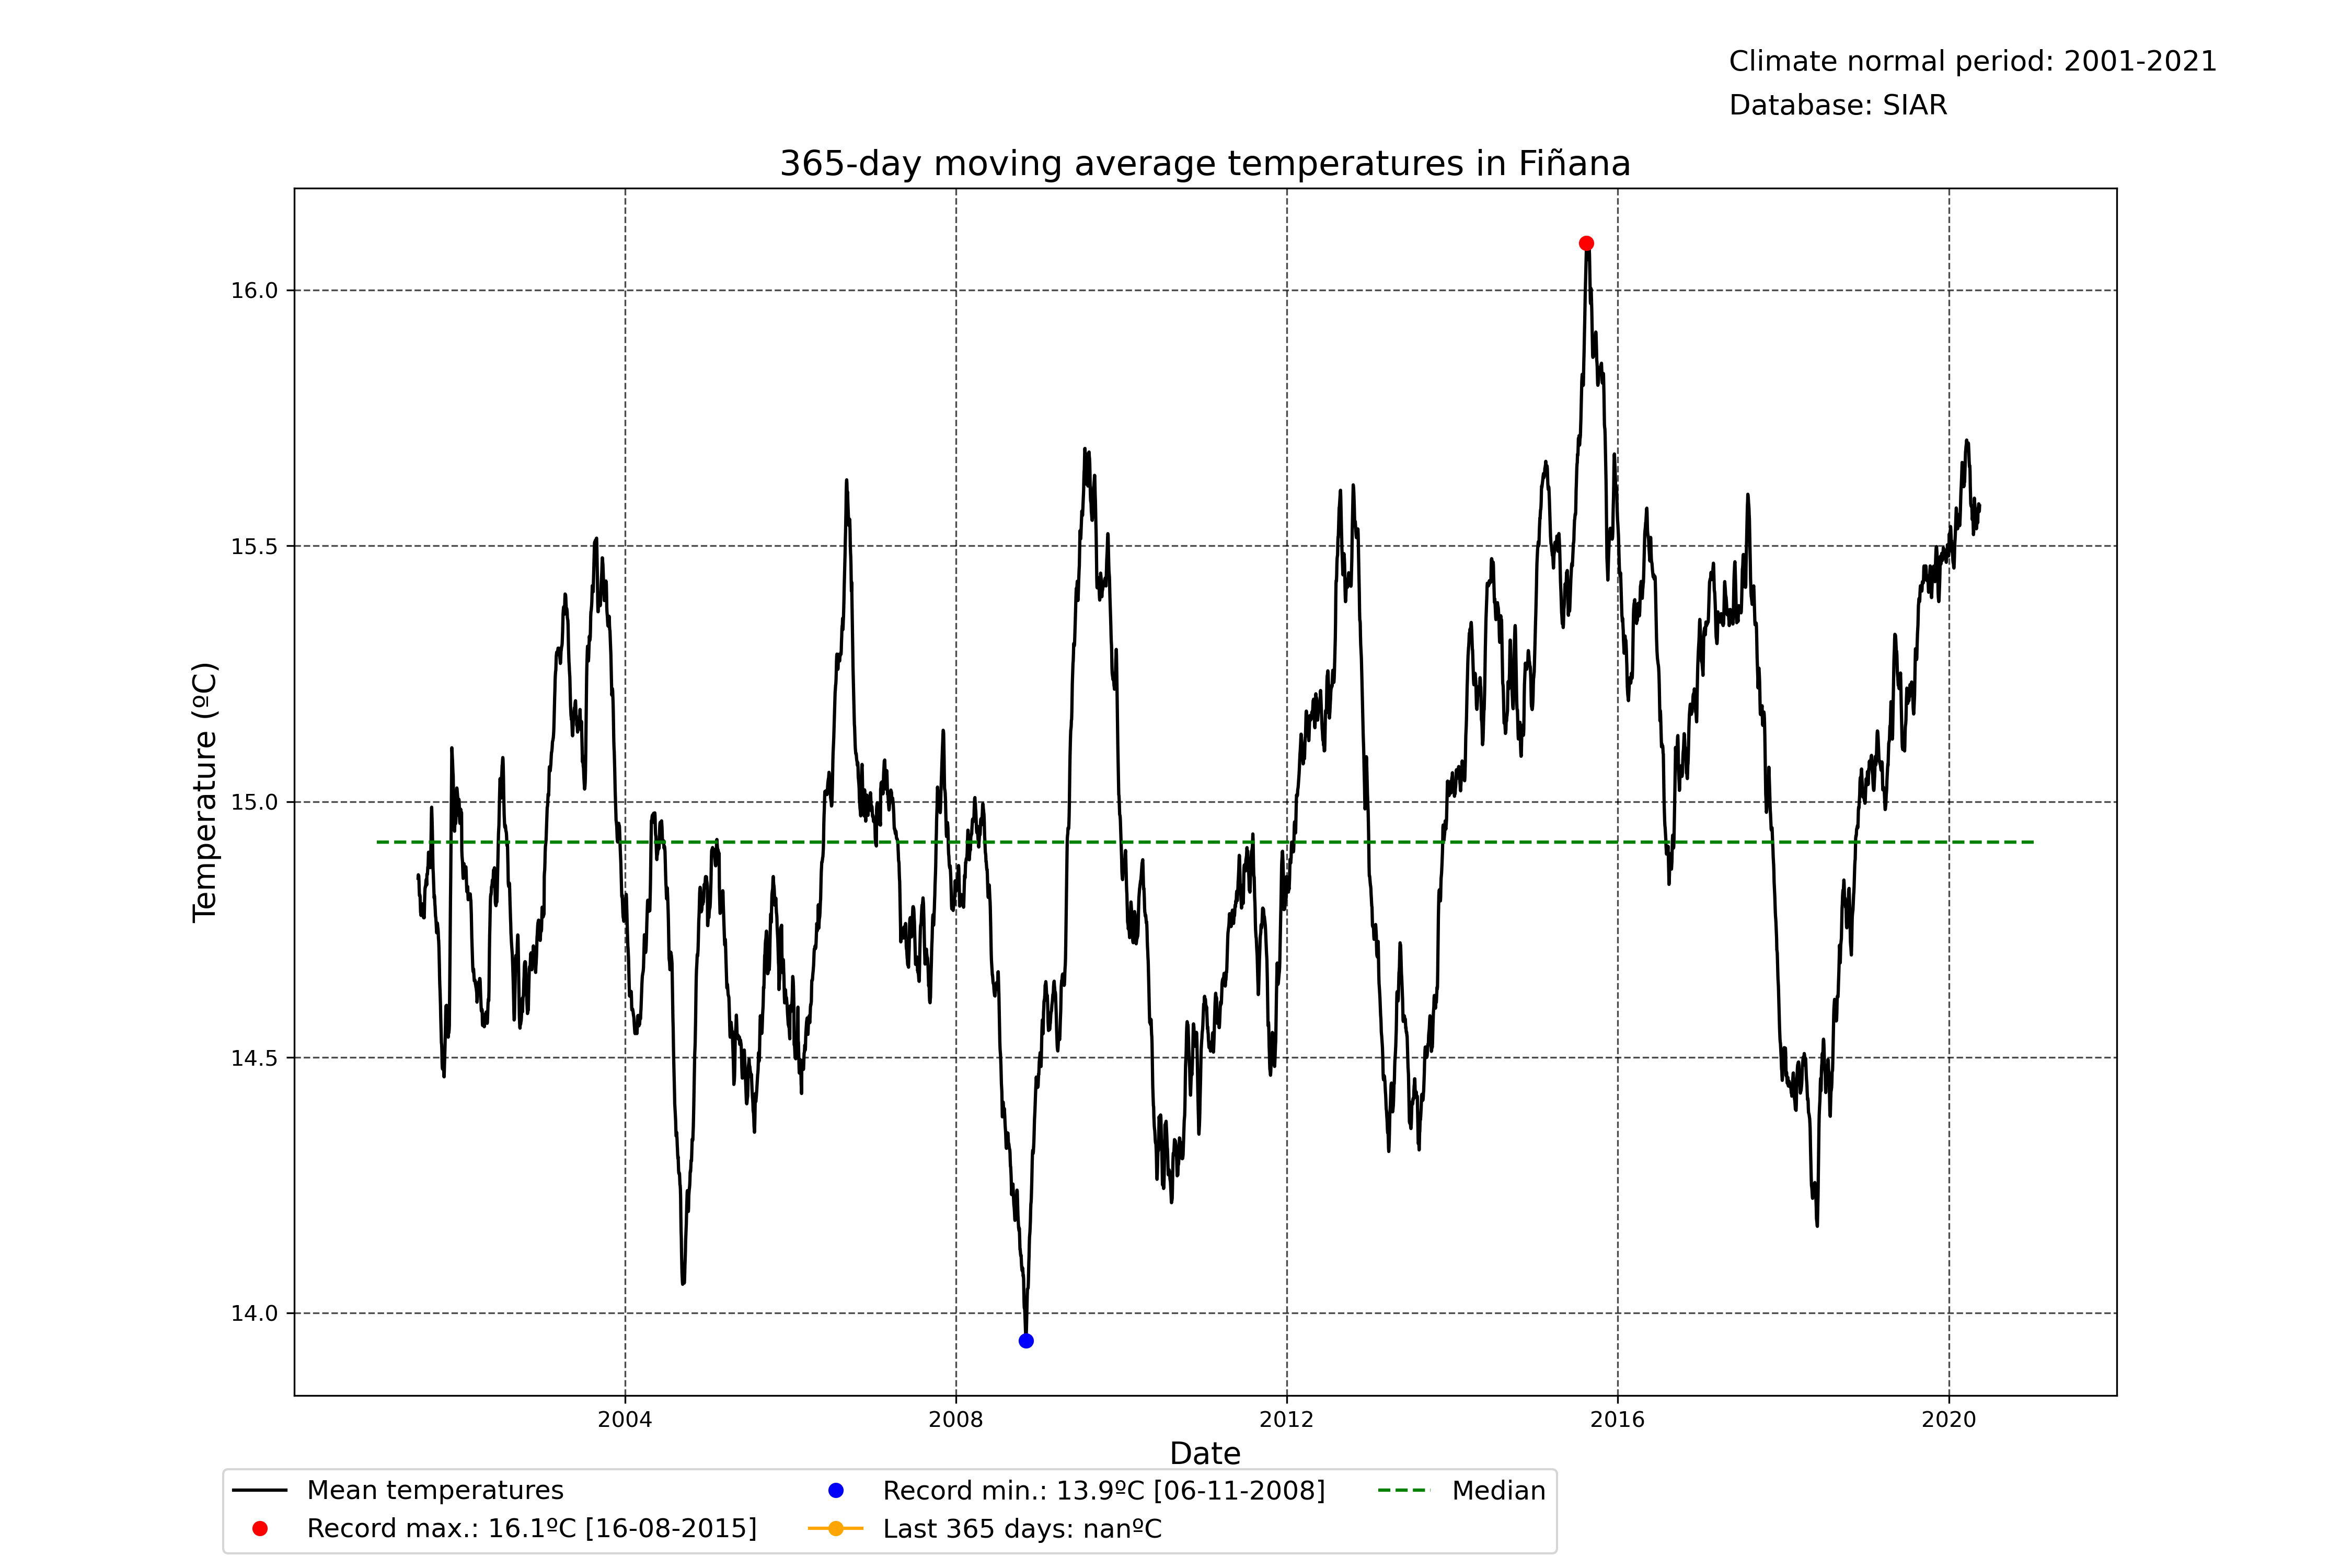 Climate normal period: 2001-2021
Database: SIAR
365-day moving average temperatures in Fiñana
Temperature (ºC)
16.0
15.5
15.0
14.5
14.0
2004
2008
2012
2016
2020
Date
Mean temperatures
Record max.: 16.1ºC [16-08-2015]
Record min.: 13.9ºC [06-11-2008]
Last 365 days: nanºC
Median